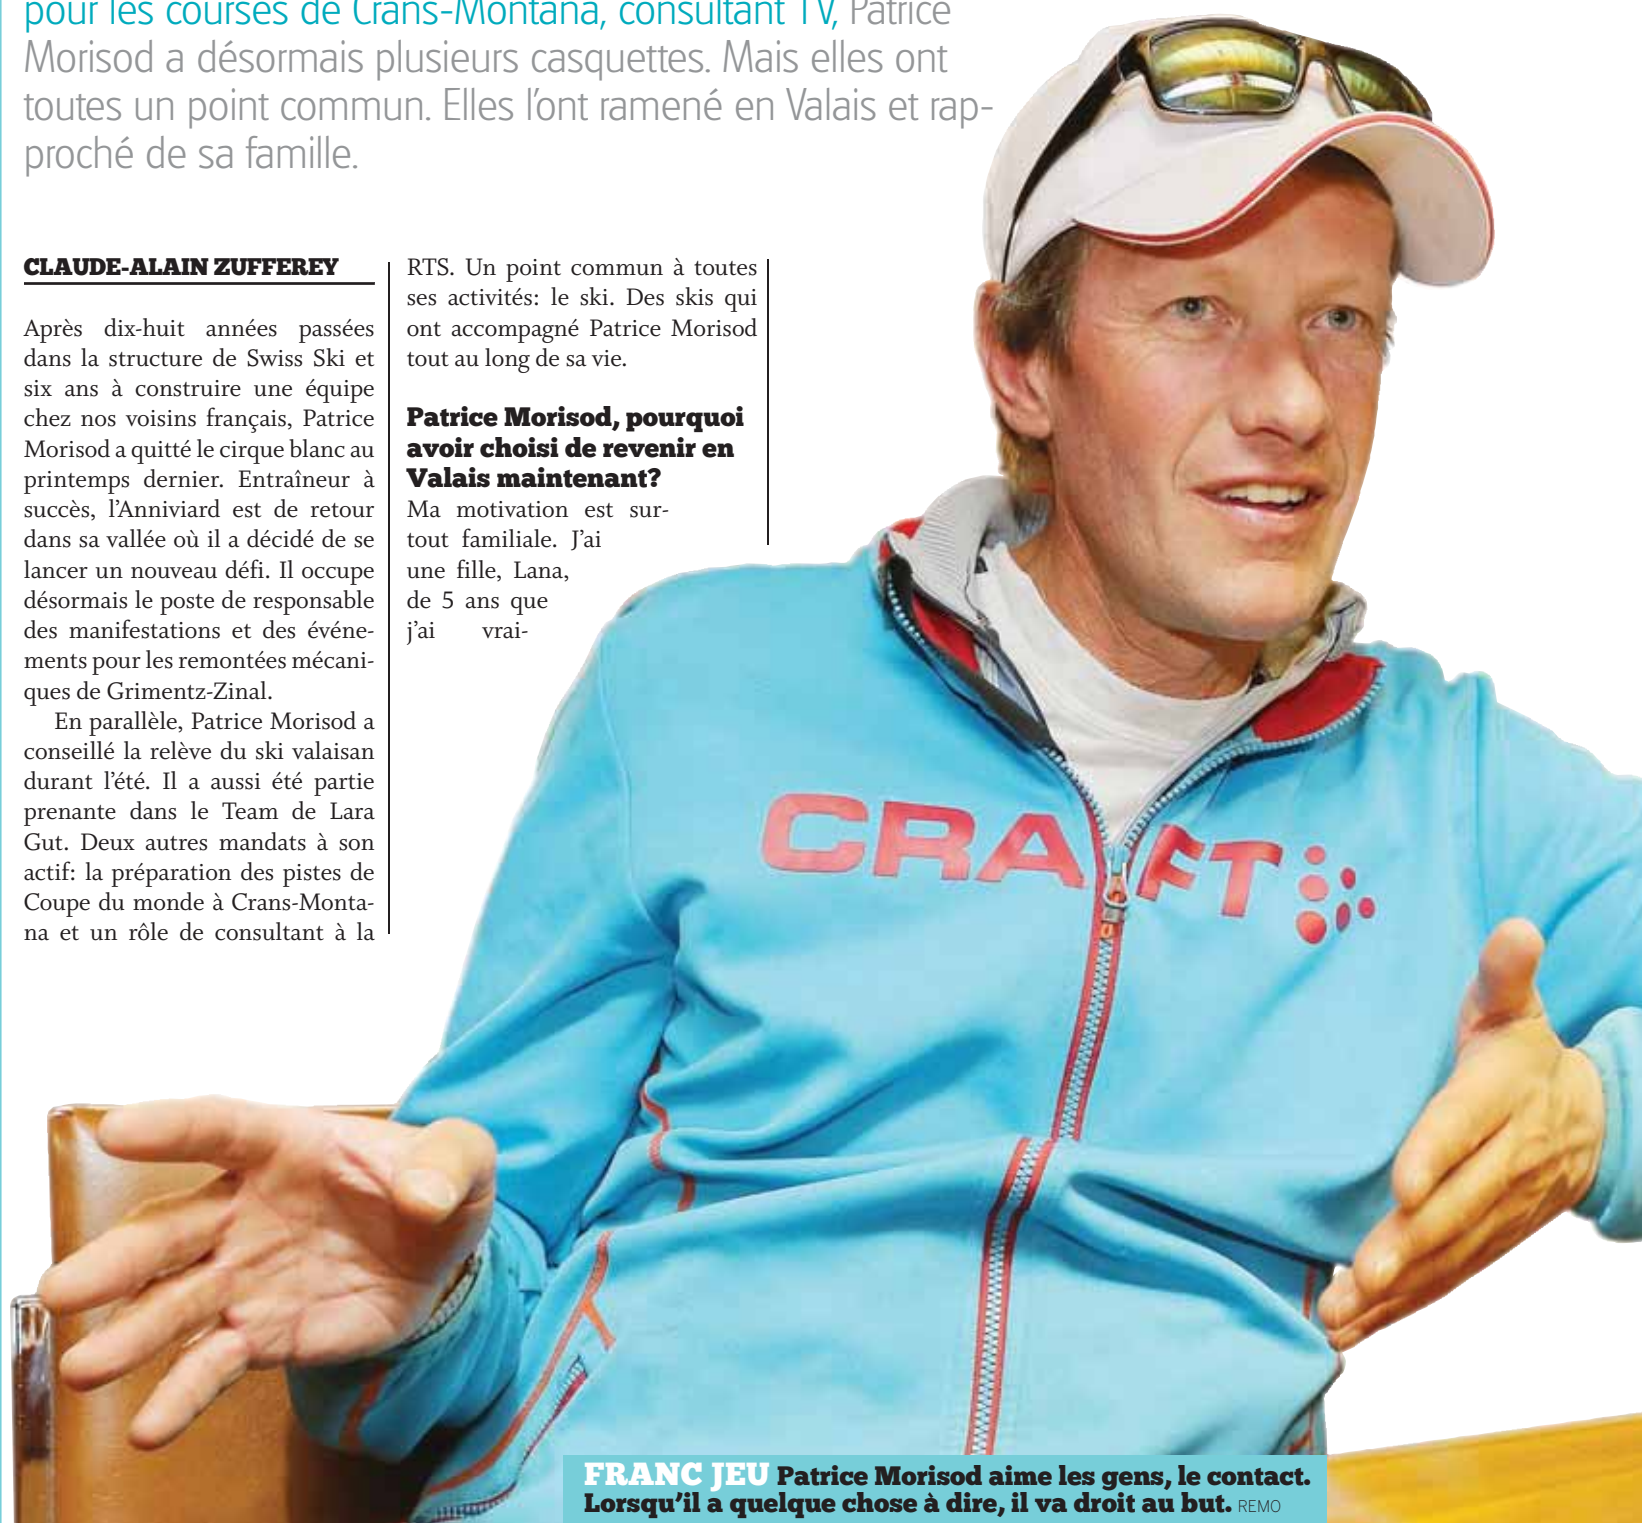 pour les courses de Crans-Montana, consultant TV, Patrice
Morisod a désormais plusieurs casquettes. Mais elles ont
toutes un point commun. Elles l'ont ramené en Valais et rap-
proché de sa famille.
CLAUDE-ALAIN ZUFFEREY
Après dix-huit années passées
dans la structure de Swiss Ski et
six ans à construire une équipe
chez nos voisins français, Patrice
Morisod a quitté le cirque blanc au
printemps dernier. Entraîneur à
succès, l'Anniviard est de retour
dans sa vallée où il a décidé de se
lancer un nouveau défi. Il occupe
désormais le poste de responsable
des manifestations et des événe-
ments pour les remontées mécani-
ques de Grimentz-Zinal.
En parallèle, Patrice Morisod a
conseillé la relève du ski valaisan
durant l'été. Il a aussi été partie
prenante dans le Team de Lara
Gut. Deux autres mandats à son
actif: la préparation des pistes de
Coupe du monde à Crans-Monta-
na et un rôle de consultant à la
RTS. Un point commun à toutes
ses activités: le ski. Des skis qui
ont accompagné Patrice Morisod
tout au long de sa vie.
Patrice Morisod, pourquoi
avoir choisi de revenir en
Valais maintenant?
Ma motivation est sur-
tout familiale. J'ai
une fille, Lana,
de 5 ans que
j'ai vrai-
CRAFT
FRANC JEU Patrice Morisod aime les gens, le contact.
Lorsqu'il a quelque chose à dire, il va droit au but. REMO